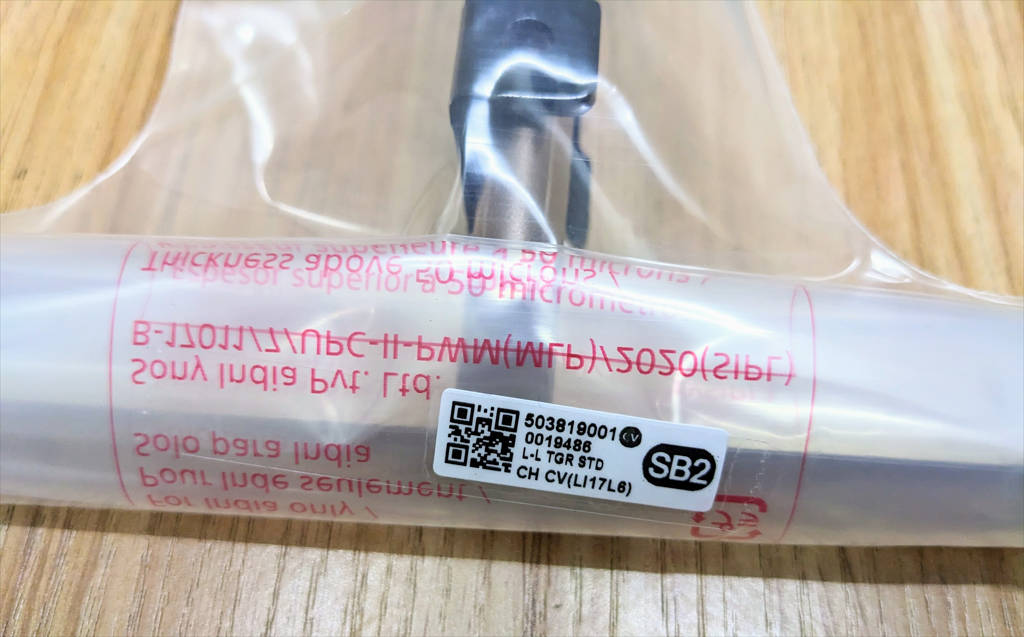 Thickness above 50 microns /
Espesor superior a 50 micrometros
B-17011/7/UPC-II-PWM(MLP)/2020(SIPL)
Sony India Pvt. Ltd.
Solo para India
Pour Inde seulement /
For India only /
503819001 CV
0019486
L-L TGR STD
CH CV(LI17L6)
SB2